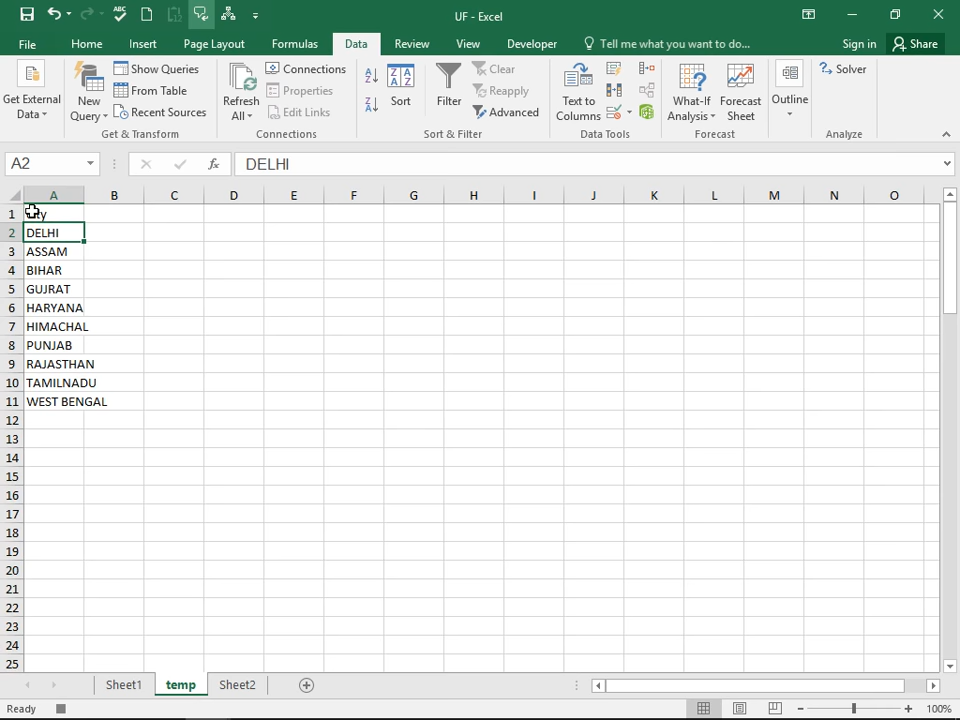 UF - Excel
File Home Insert Page Layout Formulas Data Review View Developer Tell me what you want to do... Sign in Share
Get External Data
New Query
Show Queries
From Table
Recent Sources
Get & Transform
Refresh All
Connections
Properties
Edit Links
Connections
Sort
Filter
Clear
Reapply
Advanced
Sort & Filter
Text to Columns
Data Tools
What-If Analysis
Forecast Sheet
Forecast
Outline
Solver
Analyze
A2 fx DELHI
A B C D E F G H I J K L M N O
1
2 DELHI
3 ASSAM
4 BIHAR
5 GUJRAT
6 HARYANA
7 HIMACHAL
8 PUNJAB
9 RAJASTHAN
10 TAMILNADU
11 WEST BENGAL
12
13
14
15
16
17
18
19
20
21
22
23
24
25
Sheet1 temp Sheet2
Ready 100%